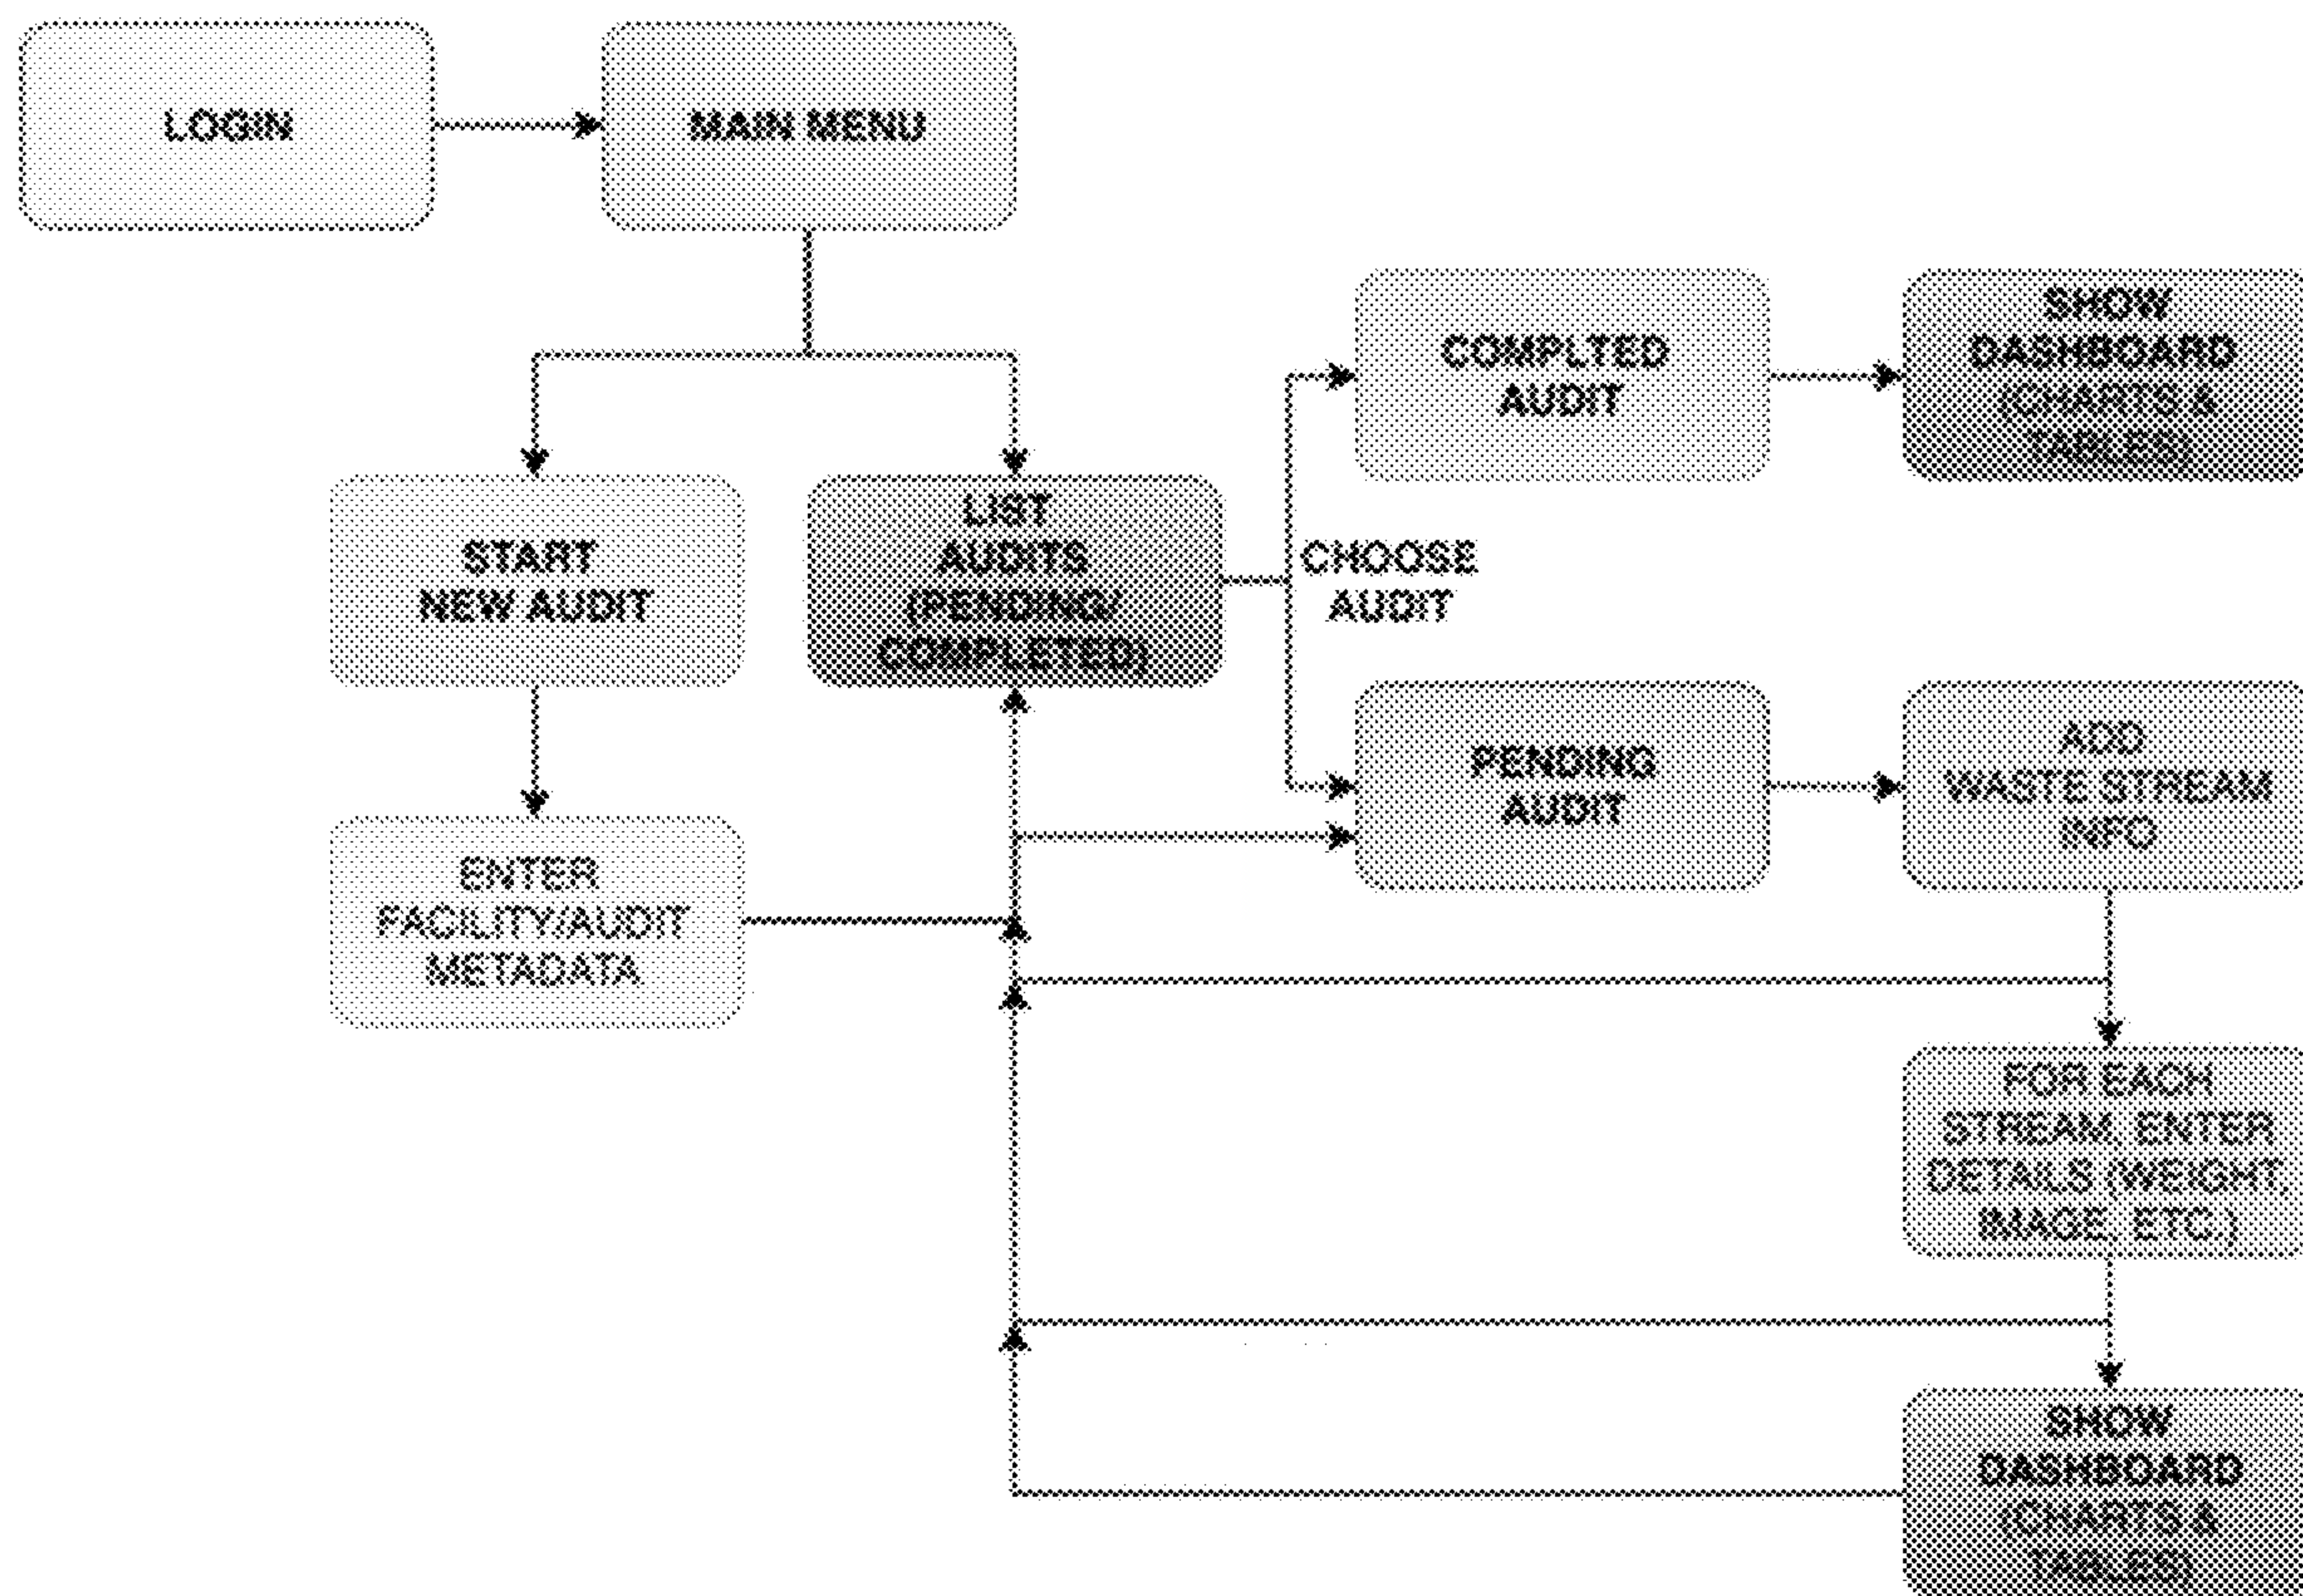 LOGIN
MAIN MENU
COMPLTED
AUDIT
SHOW
DASHBOARD
(CHARTS &
TABLES)
START
NEW AUDIT
LIST
AUDITS
(PENDING/
COMPLETED)
CHOOSE
AUDIT
PENDING
AUDIT
ADD
WASTE STREAM
INFO
ENTER
FACILITY/AUDIT
METADATA
FOR EACH
STREAM, ENTER
DETAILS (WEIGHT,
IMAGE, ETC.)
SHOW
DASHBOARD
(CHARTS &
TABLES)